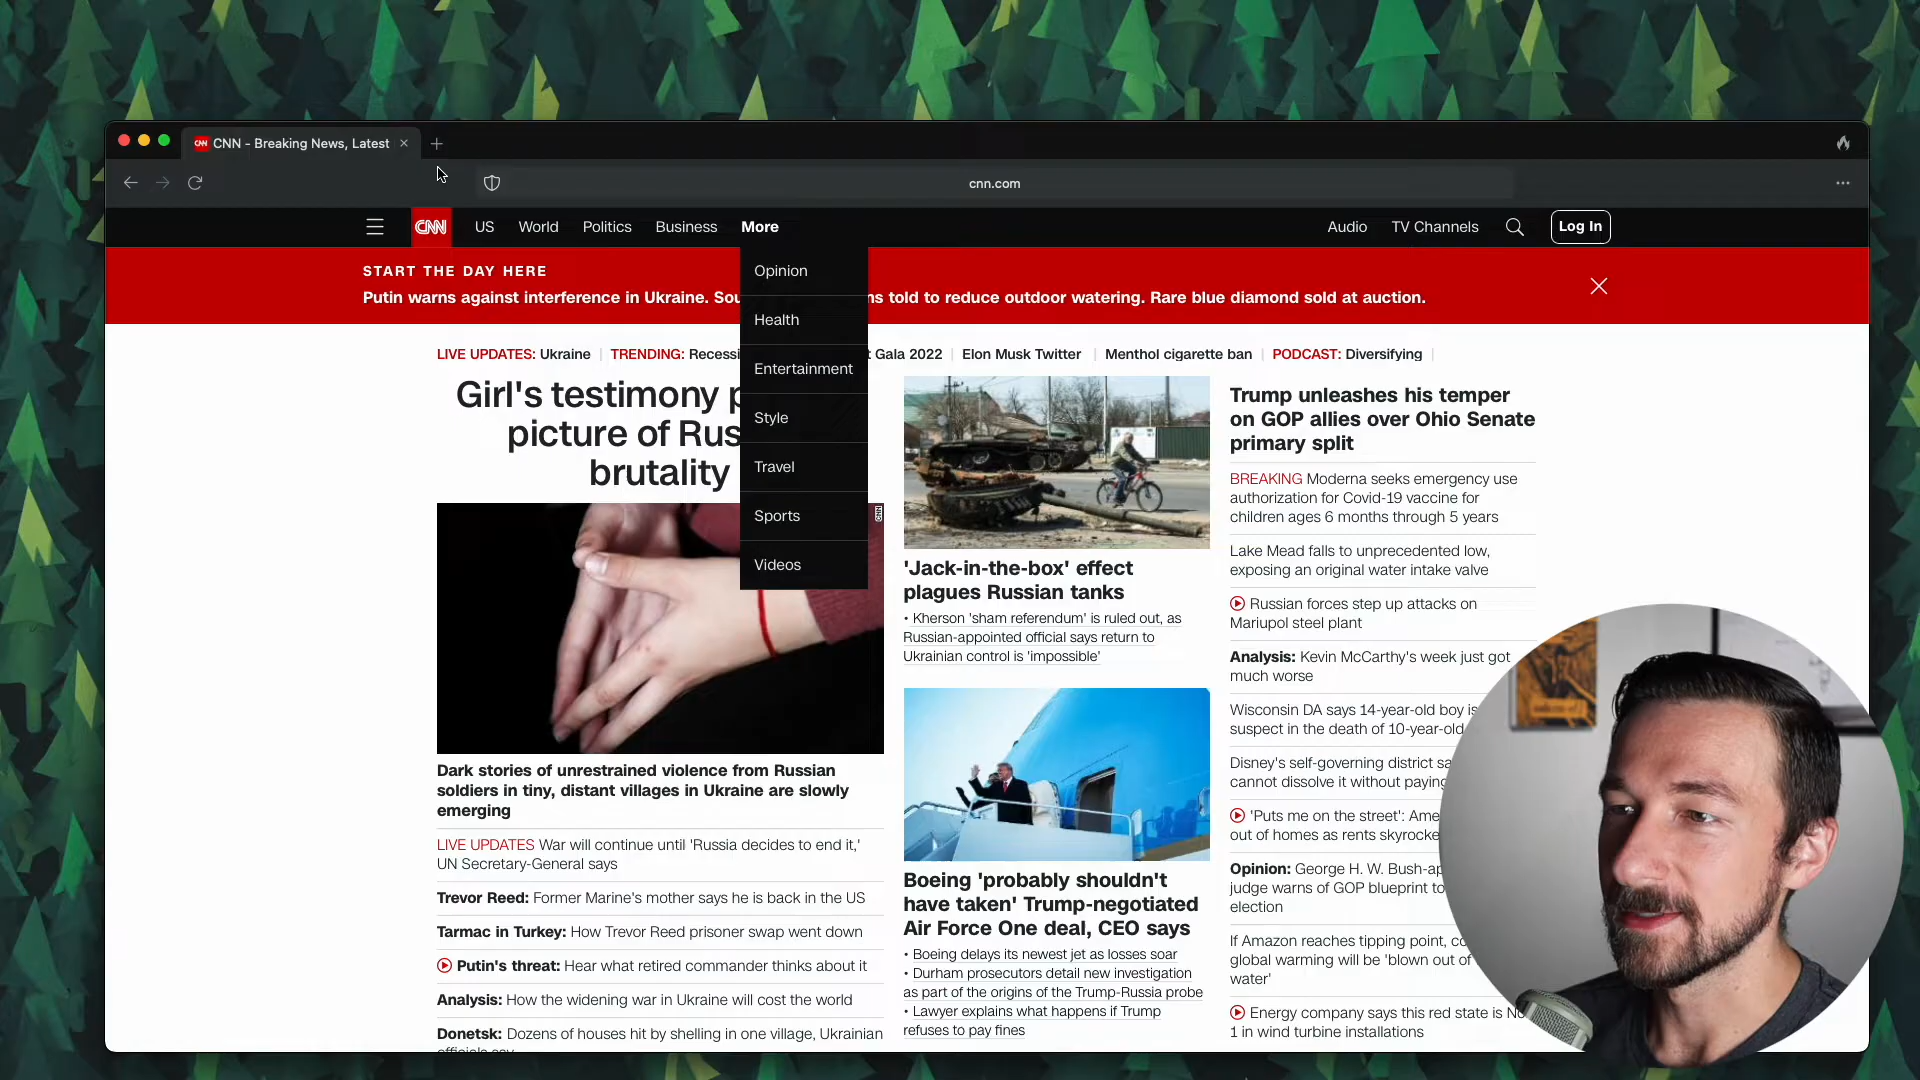 CNN - Breaking News, Latest
cnn.com
CNN
US
World
Politics
Business
More
Audio
TV Channels
Log In
START THE DAY HERE
Putin warns against interference in Ukraine. told to reduce outdoor watering. Rare blue diamond sold at auction.
Opinion
Health
Entertainment
Style
Travel
Sports
Videos
LIVE UPDATES: Ukraine
TRENDING:
Gala 2022
Elon Musk Twitter
Menthol cigarette ban
PODCAST: Diversifying
Girl's testimony
picture of
brutality
CNN
Dark stories of unrestrained violence from Russian
soldiers in tiny, distant villages in Ukraine are slowly
emerging
LIVE UPDATES War will continue until 'Russia decides to end it,'
UN Secretary-General says
Trevor Reed: Former Marine's mother says he is back in the US
Tarmac in Turkey: How Trevor Reed prisoner swap went down
Putin's threat: Hear what retired commander thinks about it
Analysis: How the widening war in Ukraine will cost the world
Donetsk: Dozens of houses hit by shelling in one village, Ukrainian
'Jack-in-the-box' effect
plagues Russian tanks
• Kherson 'sham referendum' is ruled out, as
Russian-appointed official says return to
Ukrainian control is 'impossible'
Boeing 'probably shouldn't
have taken' Trump-negotiated
Air Force One deal, CEO says
• Boeing delays its newest jet as losses soar
• Durham prosecutors detail new investigation
as part of the origins of the Trump-Russia probe
• Lawyer explains what happens if Trump
refuses to pay fines
Trump unleashes his temper
on GOP allies over Ohio Senate
primary split
BREAKING Moderna seeks emergency use
authorization for Covid-19 vaccine for
children ages 6 months through 5 years
Lake Mead falls to unprecedented low,
exposing an original water intake valve
Russian forces step up attacks on
Mariupol steel plant
Analysis: Kevin McCarthy's week just got
much worse
Wisconsin DA says 14-year-old boy is
suspect in the death of 10-year-old
Disney's self-governing district
cannot dissolve it without paying
'Puts me on the street':
out of homes as rents
Opinion: George H. W.
judge warns of GOP blueprint to
election
If Amazon reaches tipping point,
global warming will be 'blown out of
water'
Energy company says this red state is
1 in wind turbine installations